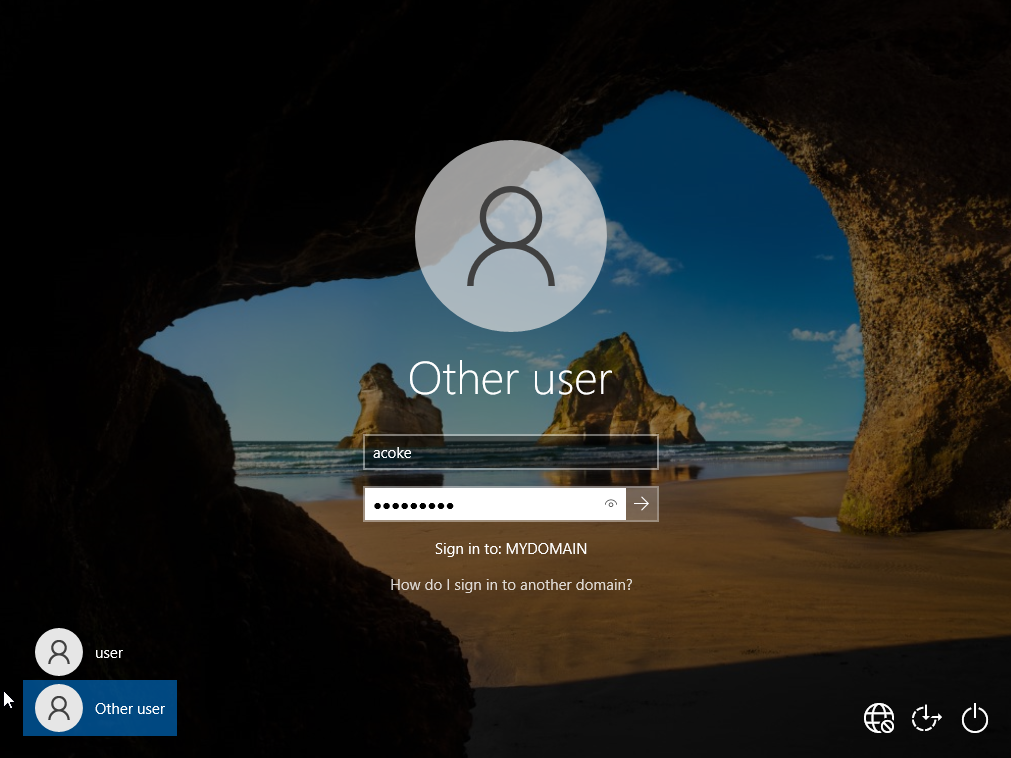 Other user
acoke
●●●●●●●●●
Sign in to: MYDOMAIN
How do I sign in to another domain?
user
Other user